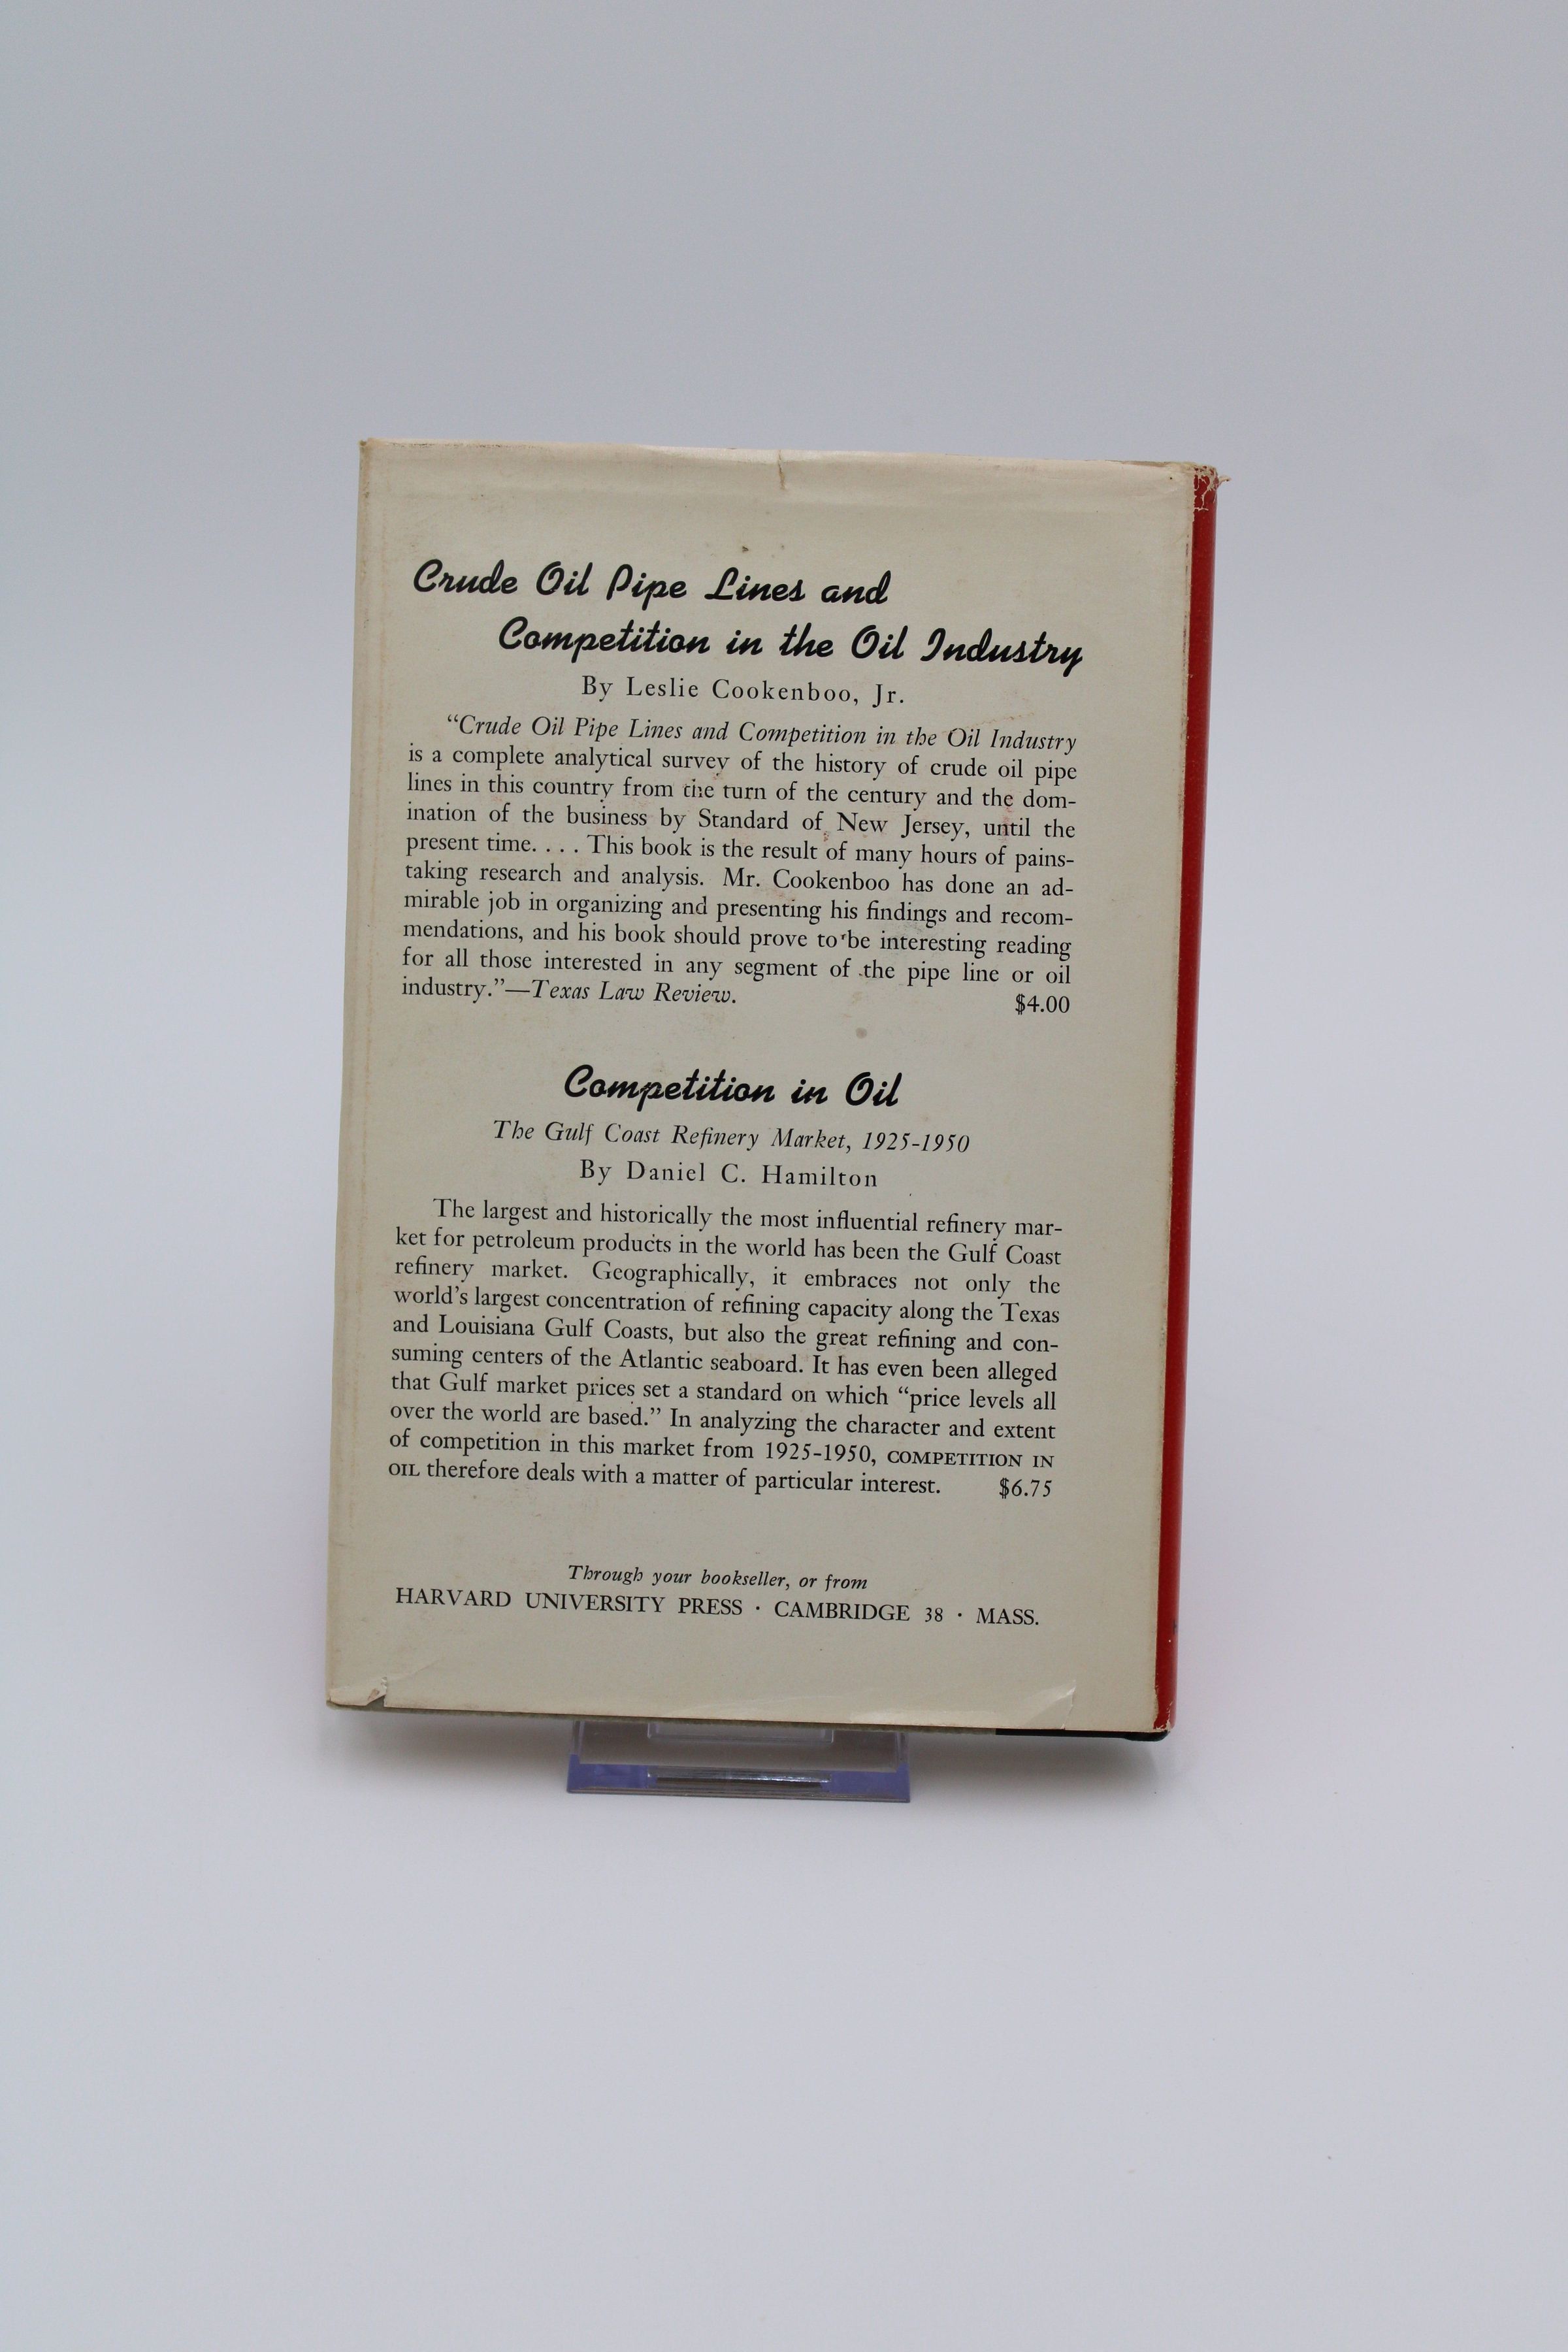 Crude Oil Pipe Lines and
Competition in the Oil Industry
By Leslie Cookenboo, Jr.
“Crude Oil Pipe Lines and Competition in the Oil Industry
is a complete analytical survey of the history of crude oil pipe
lines in this country from the turn of the century and the dom-
ination of the business by Standard of New Jersey, until the
present time. . . . This book is the result of many hours of pains-
taking research and analysis. Mr. Cookenboo has done an ad-
mirable job in organizing and presenting his findings and recom-
mendations, and his book should prove to be interesting reading
for all those interested in any segment of the pipe line or oil
industry.”—Texas Law Review. $4.00
Competition in Oil
The Gulf Coast Refinery Market, 1925-1950
By Daniel C. Hamilton
The largest and historically the most influential refinery mar-
ket for petroleum products in the world has been the Gulf Coast
refinery market. Geographically, it embraces not only the
world’s largest concentration of refining capacity along the Texas
and Louisiana Gulf Coasts, but also the great refining and con-
suming centers of the Atlantic seaboard. It has even been alleged
that Gulf market prices set a standard on which “price levels all
over the world are based.” In analyzing the character and extent
of competition in this market from 1925-1950, COMPETITION IN
OIL therefore deals with a matter of particular interest. $6.75
Through your bookseller, or from
HARVARD UNIVERSITY PRESS · CAMBRIDGE 38 · MASS.